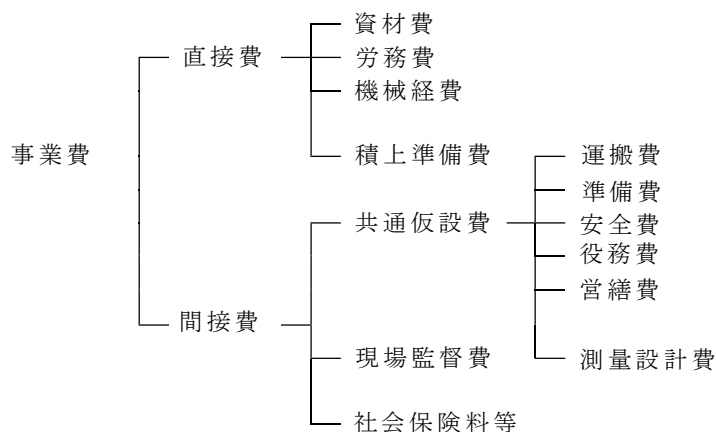 資材費
直接費
労務費
機械経費
事業費
積上準備費
運搬費
準備費
共通仮設費
安全費
役務費
営繕費
間接費
現場監督費
測量設計費
社会保険料等